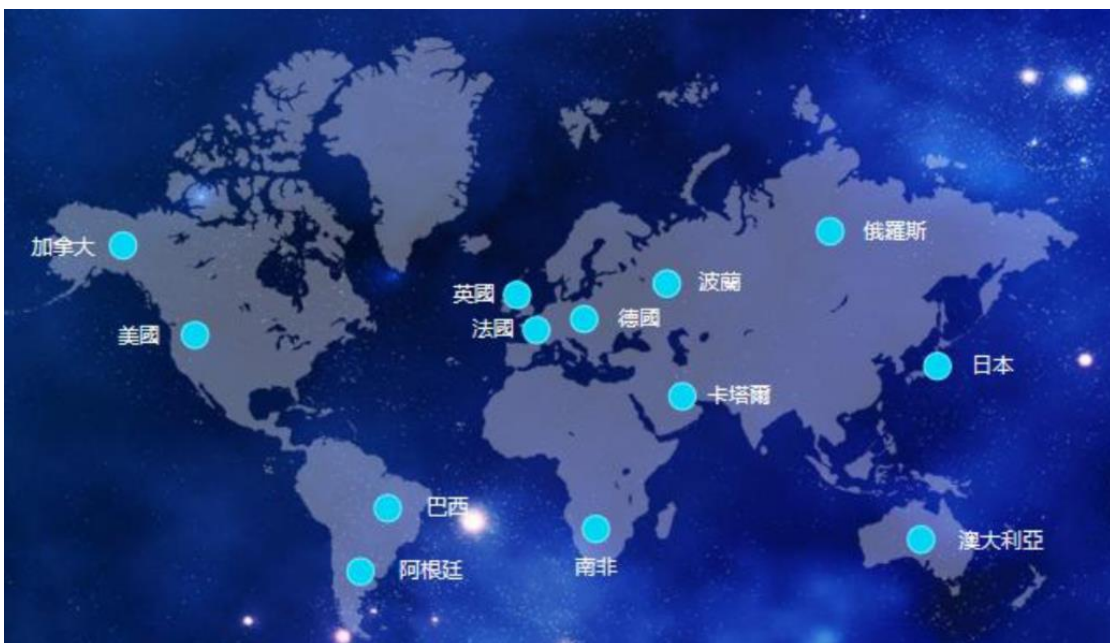 俄羅斯
加拿大
波蘭
英國
德國
法國
美國
日本
卡塔爾
巴西
澳大利亞
南非
阿根廷